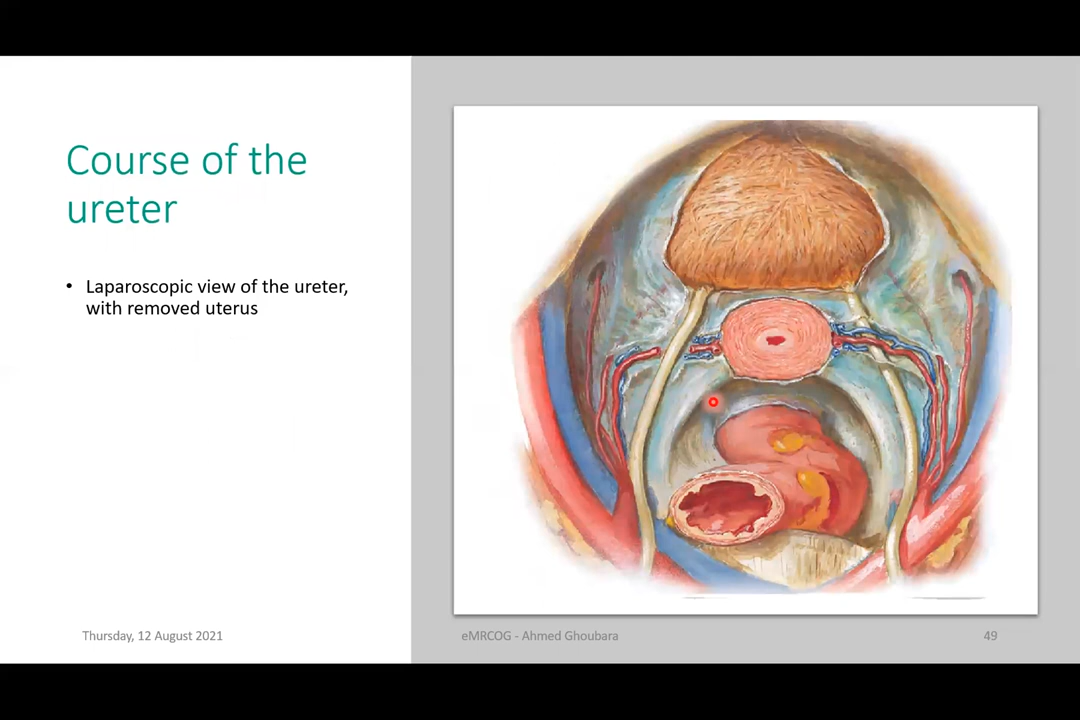 Course of the
ureter
• Laparoscopic view of the ureter,
with removed uterus
Thursday, 12 August 2021
eMRCOG - Ahmed Ghoubara
49